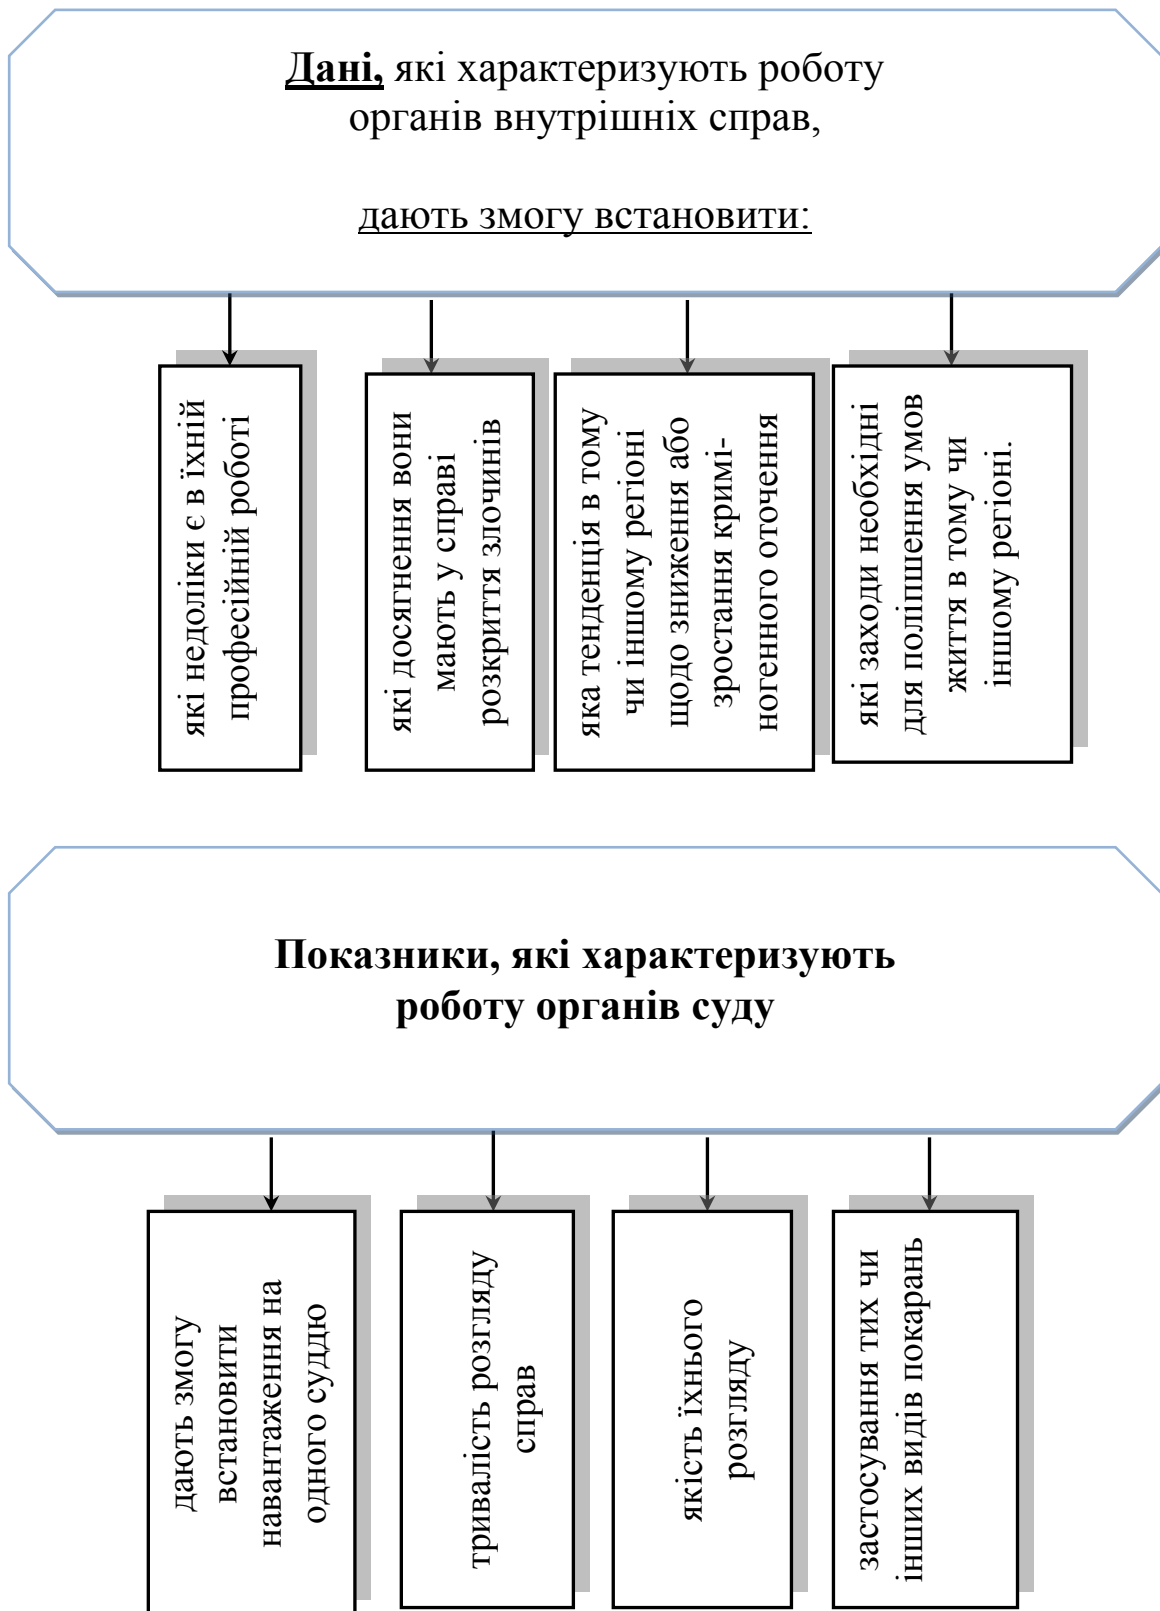 Дані, які характеризують роботу
органів внутрішніх справ,
дають змогу встановити:
які недоліки є в їхній
професійній роботі
які досягнення вони
мають у справі
розкриття злочинів
яка тенденція в тому
чи іншому регіоні
щодо зниження або
зростання кримі-
ногенного оточення
які заходи необхідні
для поліпшення умов
життя в тому чи
іншому регіоні.
Показники, які характеризують
роботу органів суду
дають змогу
встановити
навантаження на
одного суддю
тривалість розгляду
справ
якість їхнього
розгляду
застосування тих чи
інших видів покарань